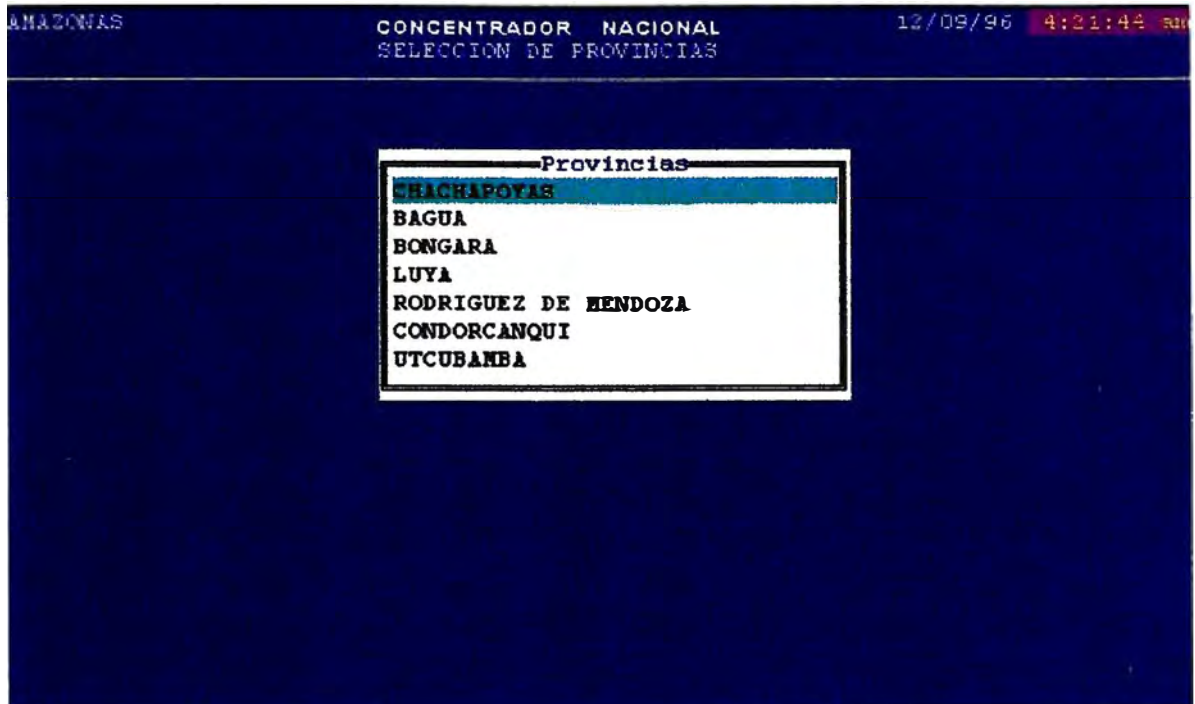 AMAZONAS CONCENTRADOR NACIONAL 12/09/96 4:21:44 am
SELECCION DE PROVINCIAS
Provincias
CHACHAPOYAS
BAGUA
BONGARA
LUYA
RODRIGUEZ DE MENDOZA
CONDORCANQUI
UTCUBAMBA